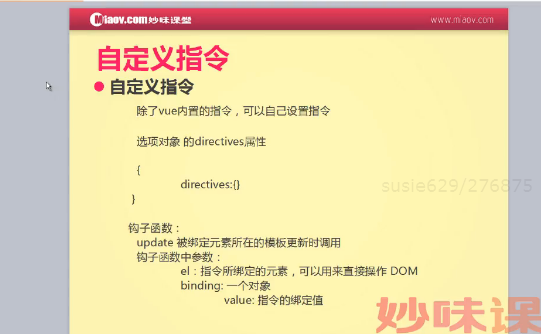 Miaov.com 妙味课堂
www.miaov.com
自定义指令
自定义指令
除了vue内置的指令，可以自己设置指令
选项对象 的directives属性
{
directives:{}
}
susie629/276875
钩子函数：
update 被绑定元素所在的模板更新时调用
钩子函数中参数：
el：指令所绑定的元素，可以用来直接操作 DOM
binding: 一个对象
value: 指令的绑定值
妙味课